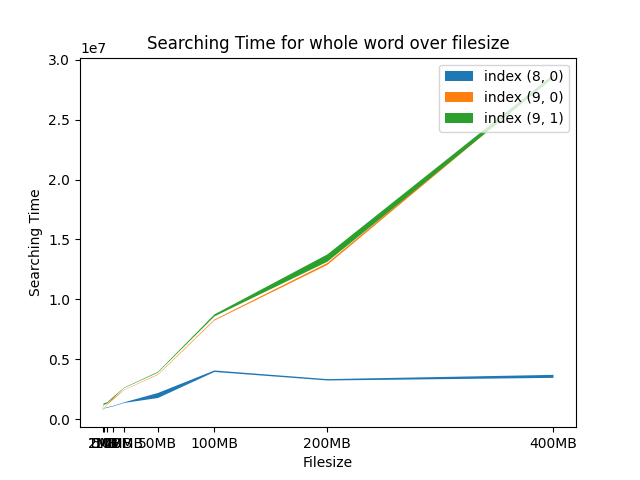 Searching Time for whole word over filesize
1e7
3.0
2.5
2.0
1.5
1.0
0.5
0.0
Searching Time
index (8, 0)
index (9, 0)
index (9, 1)
50MB 100MB 200MB 400MB
Filesize